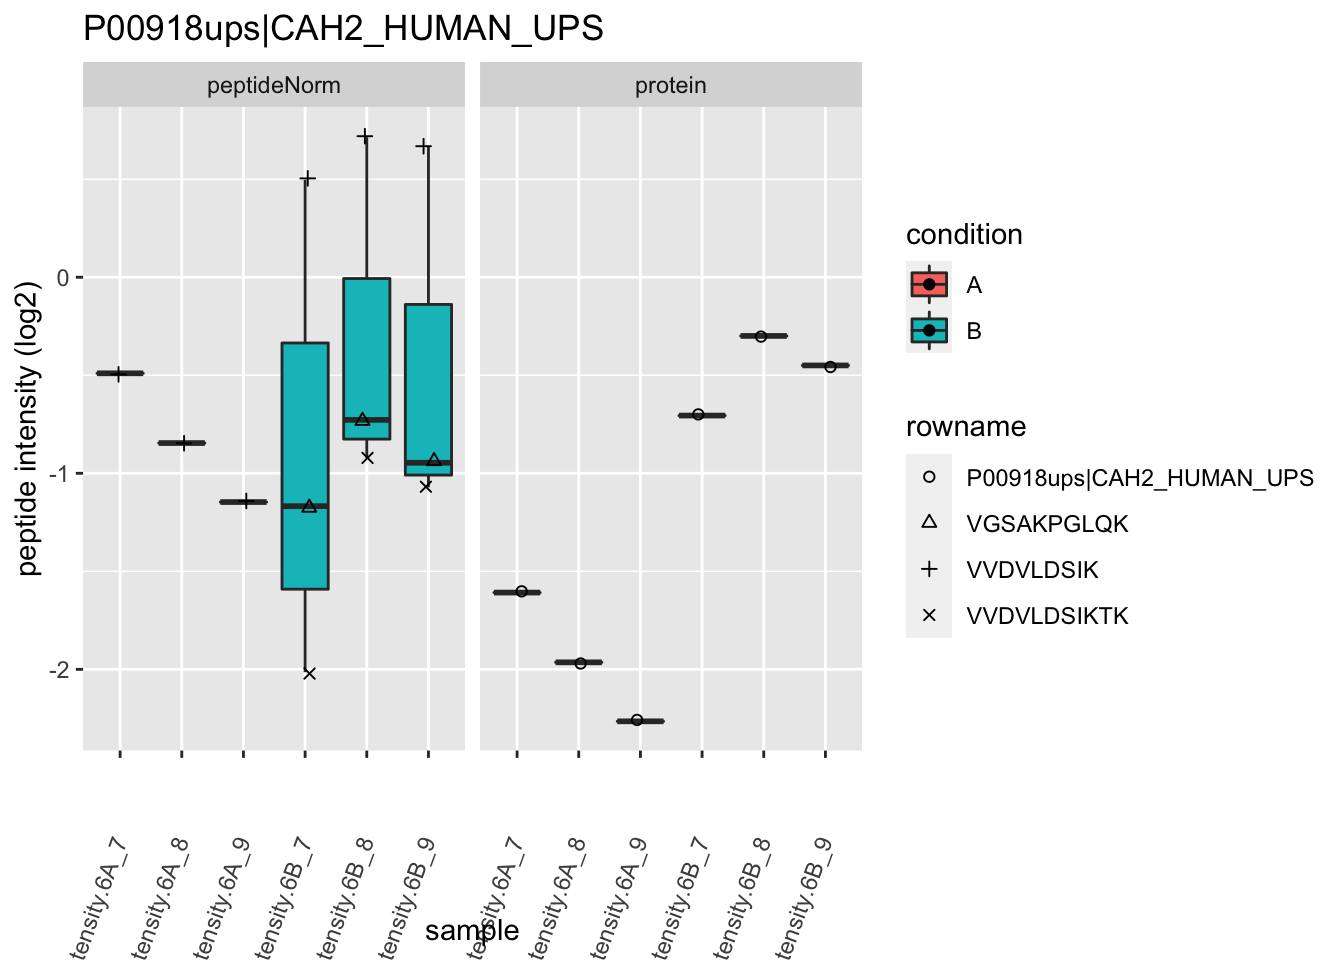 P00918ups|CAH2_HUMAN_UPS
peptideNorm
protein
peptide intensity (log2)
0
-1
-2
tensity.6A_7
tensity.6A_8
tensity.6A_9
tensity.6B_7
tensity.6B_8
tensity.6B_9
tensity.6A_7
tensity.6A_8
tensity.6A_9
tensity.6B_7
tensity.6B_8
tensity.6B_9
sample
condition
A
B
rowname
P00918ups|CAH2_HUMAN_UPS
VGSAKPGLQK
VVDVLDSIK
VVDVLDSIKTK